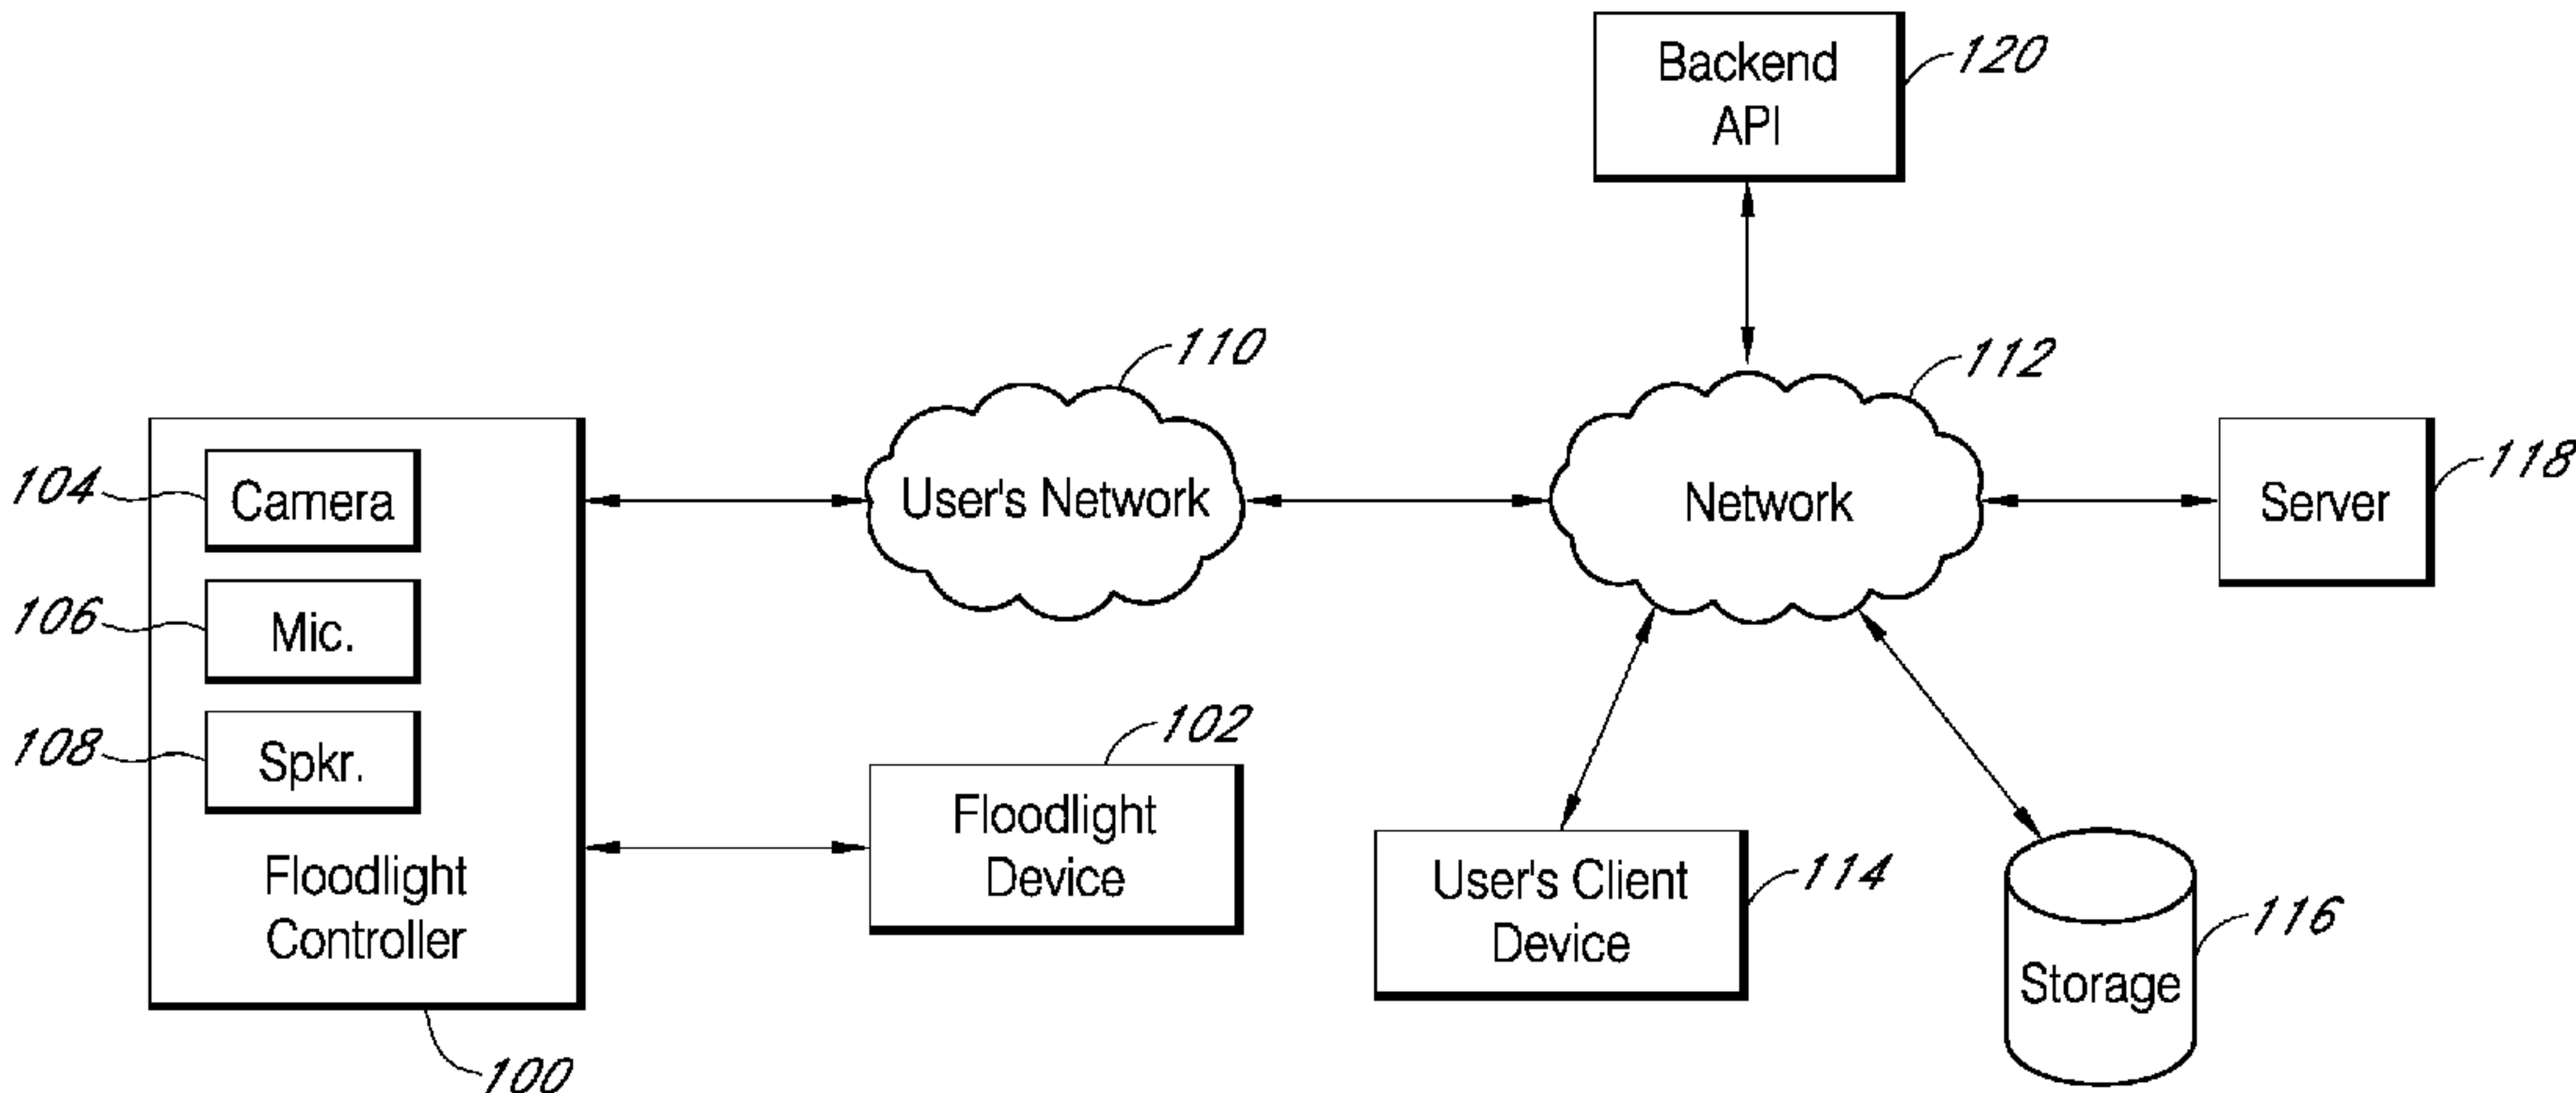 Backend
API
120
110
112
104
Camera
User's Network
Network
Server
118
106
Mic.
108
Spkr.
102
Floodlight
Device
Floodlight
Controller
User's Client
Device
114
116
Storage
100